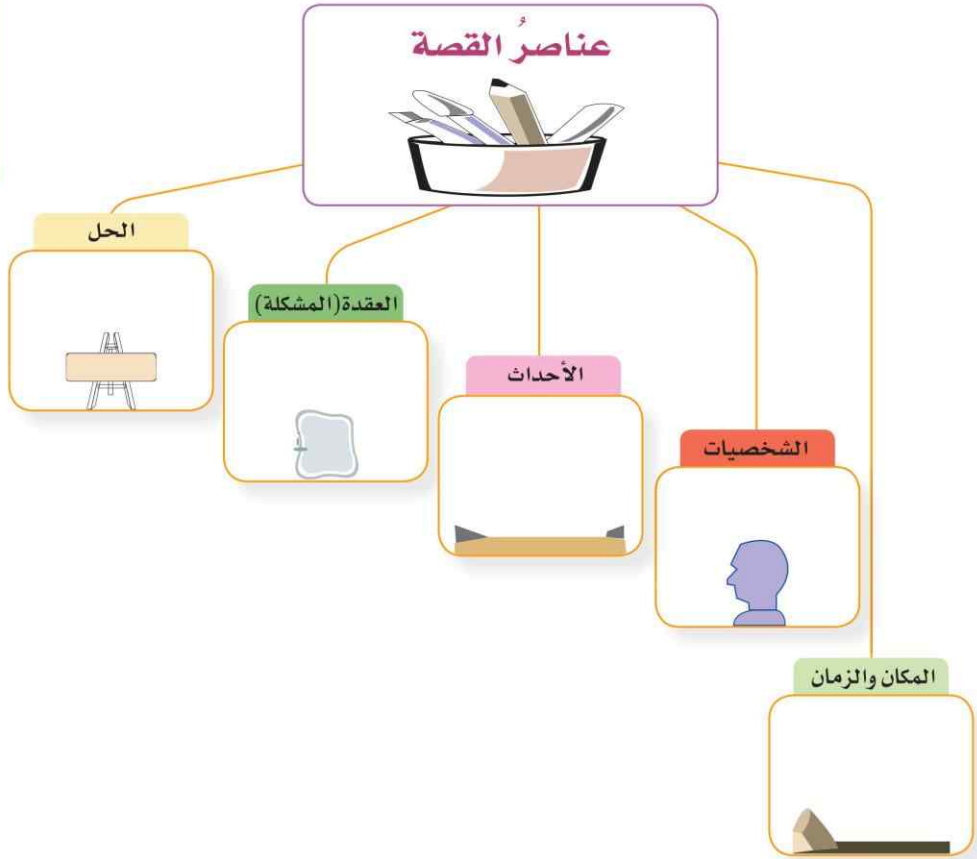 عناصرُ القصة
المكان والزمان
الشخصيات
الأحداث
العقدة(المشكلة)
الحل